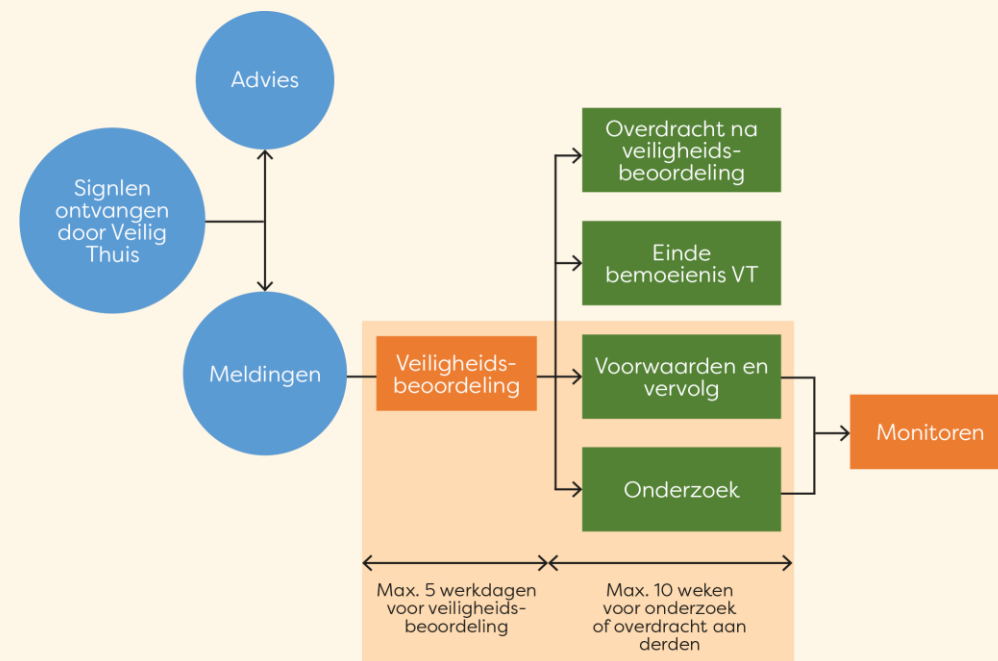 Advies
Signlen
ontvangen
door Veilig
Thuis
Meldingen
Veiligheids-
beoordeling
Overdracht na
veiligheids-
beoordeling
Einde
bemoeienis VT
Voorwaarden en
vervolg
Onderzoek
Monitoren
Max. 5 werkdagen
voor veiligheids-
beoordeling
Max. 10 weken
voor onderzoek
of overdracht aan
derden